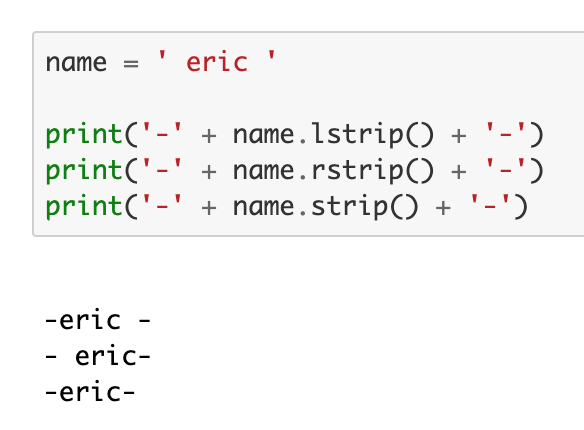 name = ' eric '
print('-' + name.lstrip() + '-')
print('-' + name.rstrip() + '-')
print('-' + name.strip() + '-')
-eric -
- eric-
-eric-